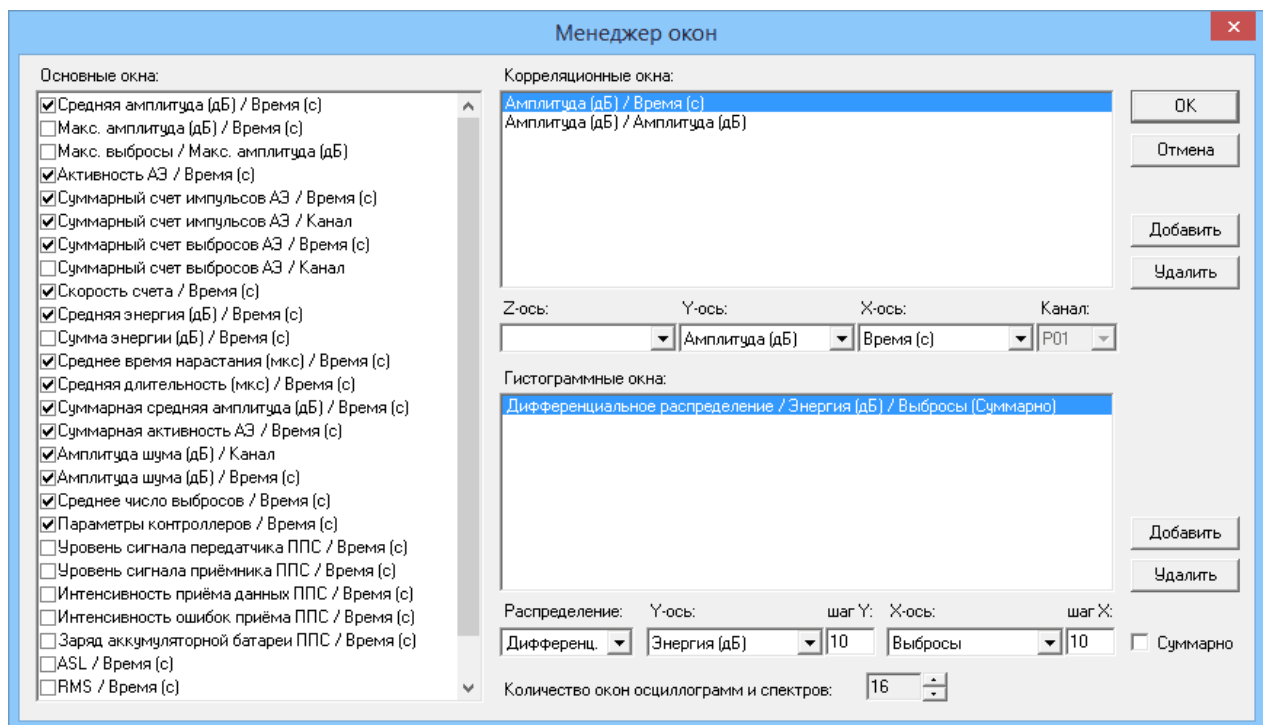 Менеджер окон
Основные окна:
Средняя амплитуда (дБ) / Время (с)
Макс. амплитуда (дБ) / Время (с)
Макс. выбросы / Макс. амплитуда (дБ)
Активность АЭ / Время (с)
Суммарный счет импульсов АЭ / Время (с)
Суммарный счет импульсов АЭ / Канал
Суммарный счет выбросов АЭ / Время (с)
Суммарный счет выбросов АЭ / Канал
Скорость счета / Время (с)
Средняя энергия (дБ) / Время (с)
Сумма энергии (дБ) / Время (с)
Среднее время нарастания (мкс) / Время (с)
Средняя длительность (мкс) / Время (с)
Суммарная средняя амплитуда (дБ) / Время (с)
Суммарная активность АЭ / Время (с)
Амплитуда шума (дБ) / Канал
Амплитуда шума (дБ) / Время (с)
Среднее число выбросов / Время (с)
Параметры контроллеров / Время (с)
Уровень сигнала передатчика ППС / Время (с)
Уровень сигнала приёмника ППС / Время (с)
Интенсивность приёма данных ППС / Время (с)
Интенсивность ошибок приёма ППС / Время (с)
Заряд аккумуляторной батареи ППС / Время (с)
ASL / Время (с)
RMS / Время (с)
Корреляционные окна:
Амплитуда (дБ) / Время (с)
Амплитуда (дБ) / Амплитуда (дБ)
OK
Отмена
Добавить
Удалить
Z-ось: Y-ось: X-ось: Канал:
Амплитуда (дБ) Время (с) P01
Гистограммные окна:
Дифференциальное распределение / Энергия (дБ) / Выбросы (Суммарно)
Добавить
Удалить
Распределение: Y-ось: шаг Y: X-ось: шаг X:
Дифференц. Энергия (дБ) 10 Выбросы 10 Суммарно
Количество окон осциллограмм и спектров: 16